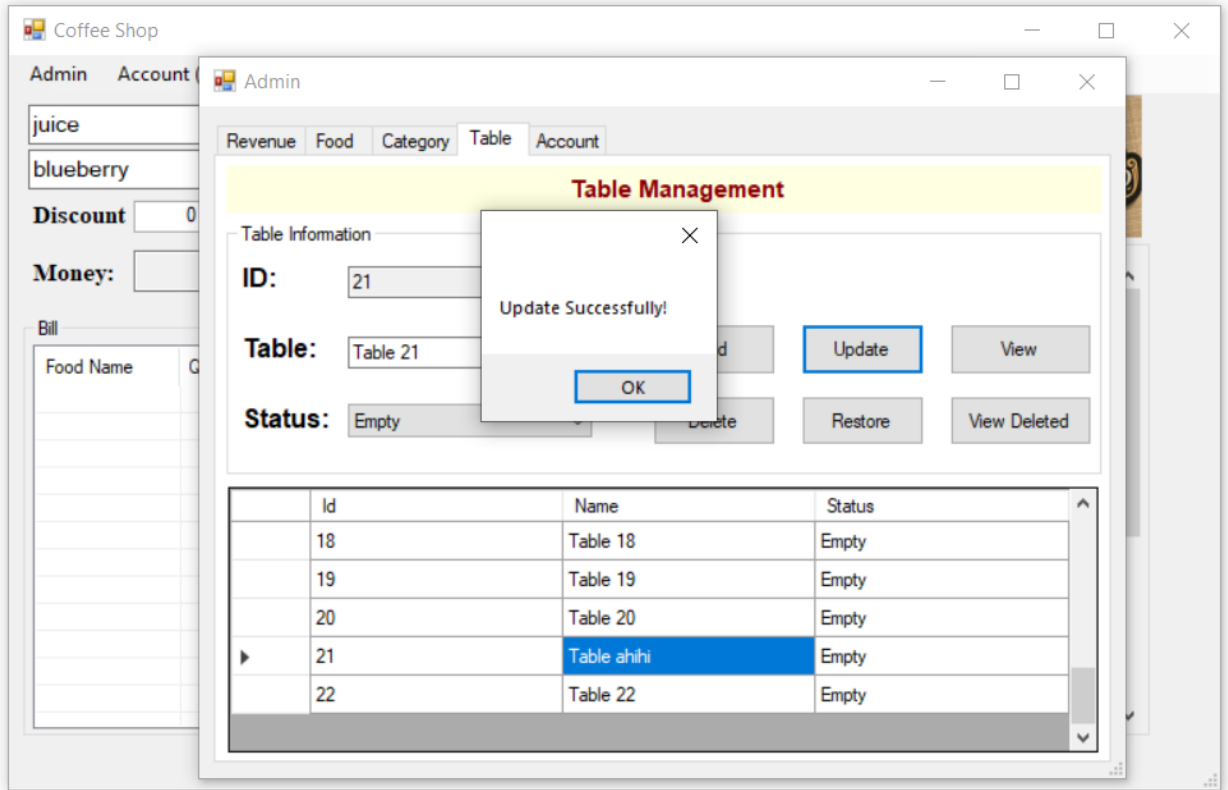 Coffee Shop
Admin Account (
Admin
juice
blueberry
Discount 0
Money:
Bill
Food Name Q
Revenue Food Category Table Account
Table Management
Table Information
ID: 21
Table: Table 21
Status: Empty
Update View
Delete Restore View Deleted
Update Successfully!
OK
Id Name Status
18 Table 18 Empty
19 Table 19 Empty
20 Table 20 Empty
21 Table ahihi Empty
22 Table 22 Empty